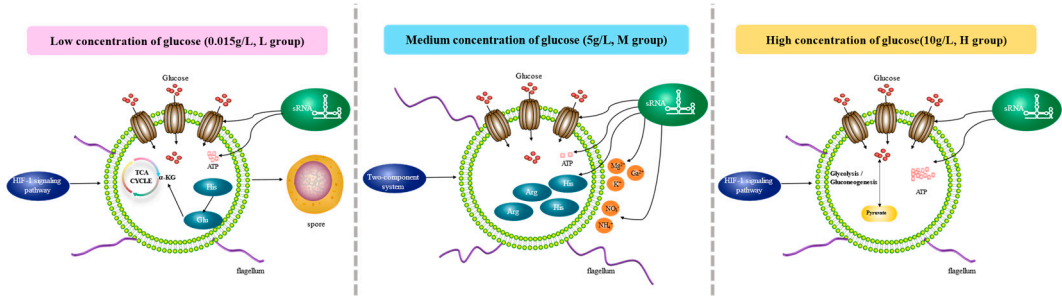 Low concentration of glucose (0.015g/L, L group)
Glucose
sRNA
TCA
CYCLE
α-KG
ATP
His
Glu
HIF-1 signaling
pathway
spore
flagellum
Medium concentration of glucose (5g/L, M group)
Glucose
sRNA
ATP
Mg²⁺
Ga²⁺
K⁺
His
Arg
His
Arg
Two-component
system
NO₃⁻
NH₄⁺
flagellum
High concentration of glucose(10g/L, H group)
Glucose
sRNA
HIF-1 signaling
pathway
Glycolysis /
Gluconeogenesis
ATP
Pyruvate
flagellum